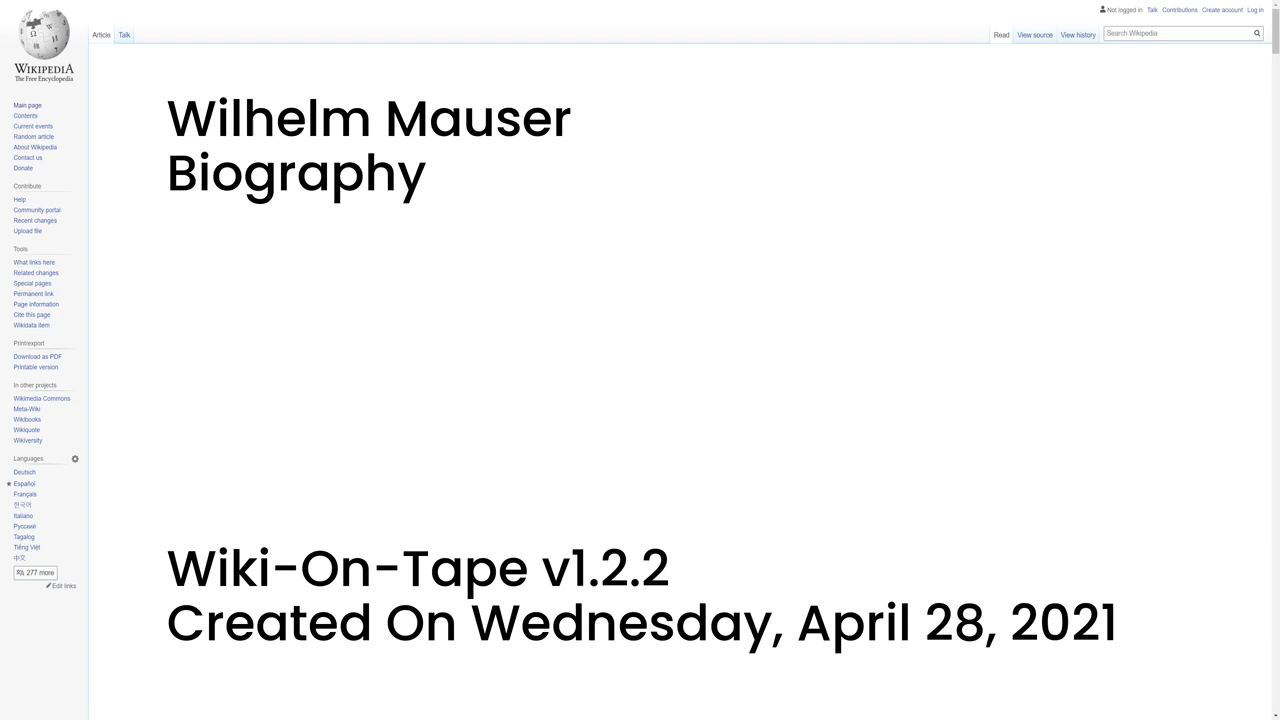 Not logged in Talk Contributions Create account Log in
Article Talk Read View source View history Search Wikipedia
WIKIPEDIA
The Free Encyclopedia
Main page
Contents
Current events
Random article
About Wikipedia
Contact us
Donate
Contribute
Help
Community portal
Recent changes
Upload file
Tools
What links here
Related changes
Special pages
Permanent link
Page information
Cite this page
Wikidata item
Print/export
Download as PDF
Printable version
In other projects
Wikimedia Commons
Meta-Wiki
Wikibooks
Wikiquote
Wikiversity
Languages
Deutsch
Español
Français
한국어
Italiano
Русский
Tagalog
Tiếng Việt
中文
277 more
Edit links
Wilhelm Mauser
Biography
Wiki-On-Tape v1.2.2
Created On Wednesday, April 28, 2021